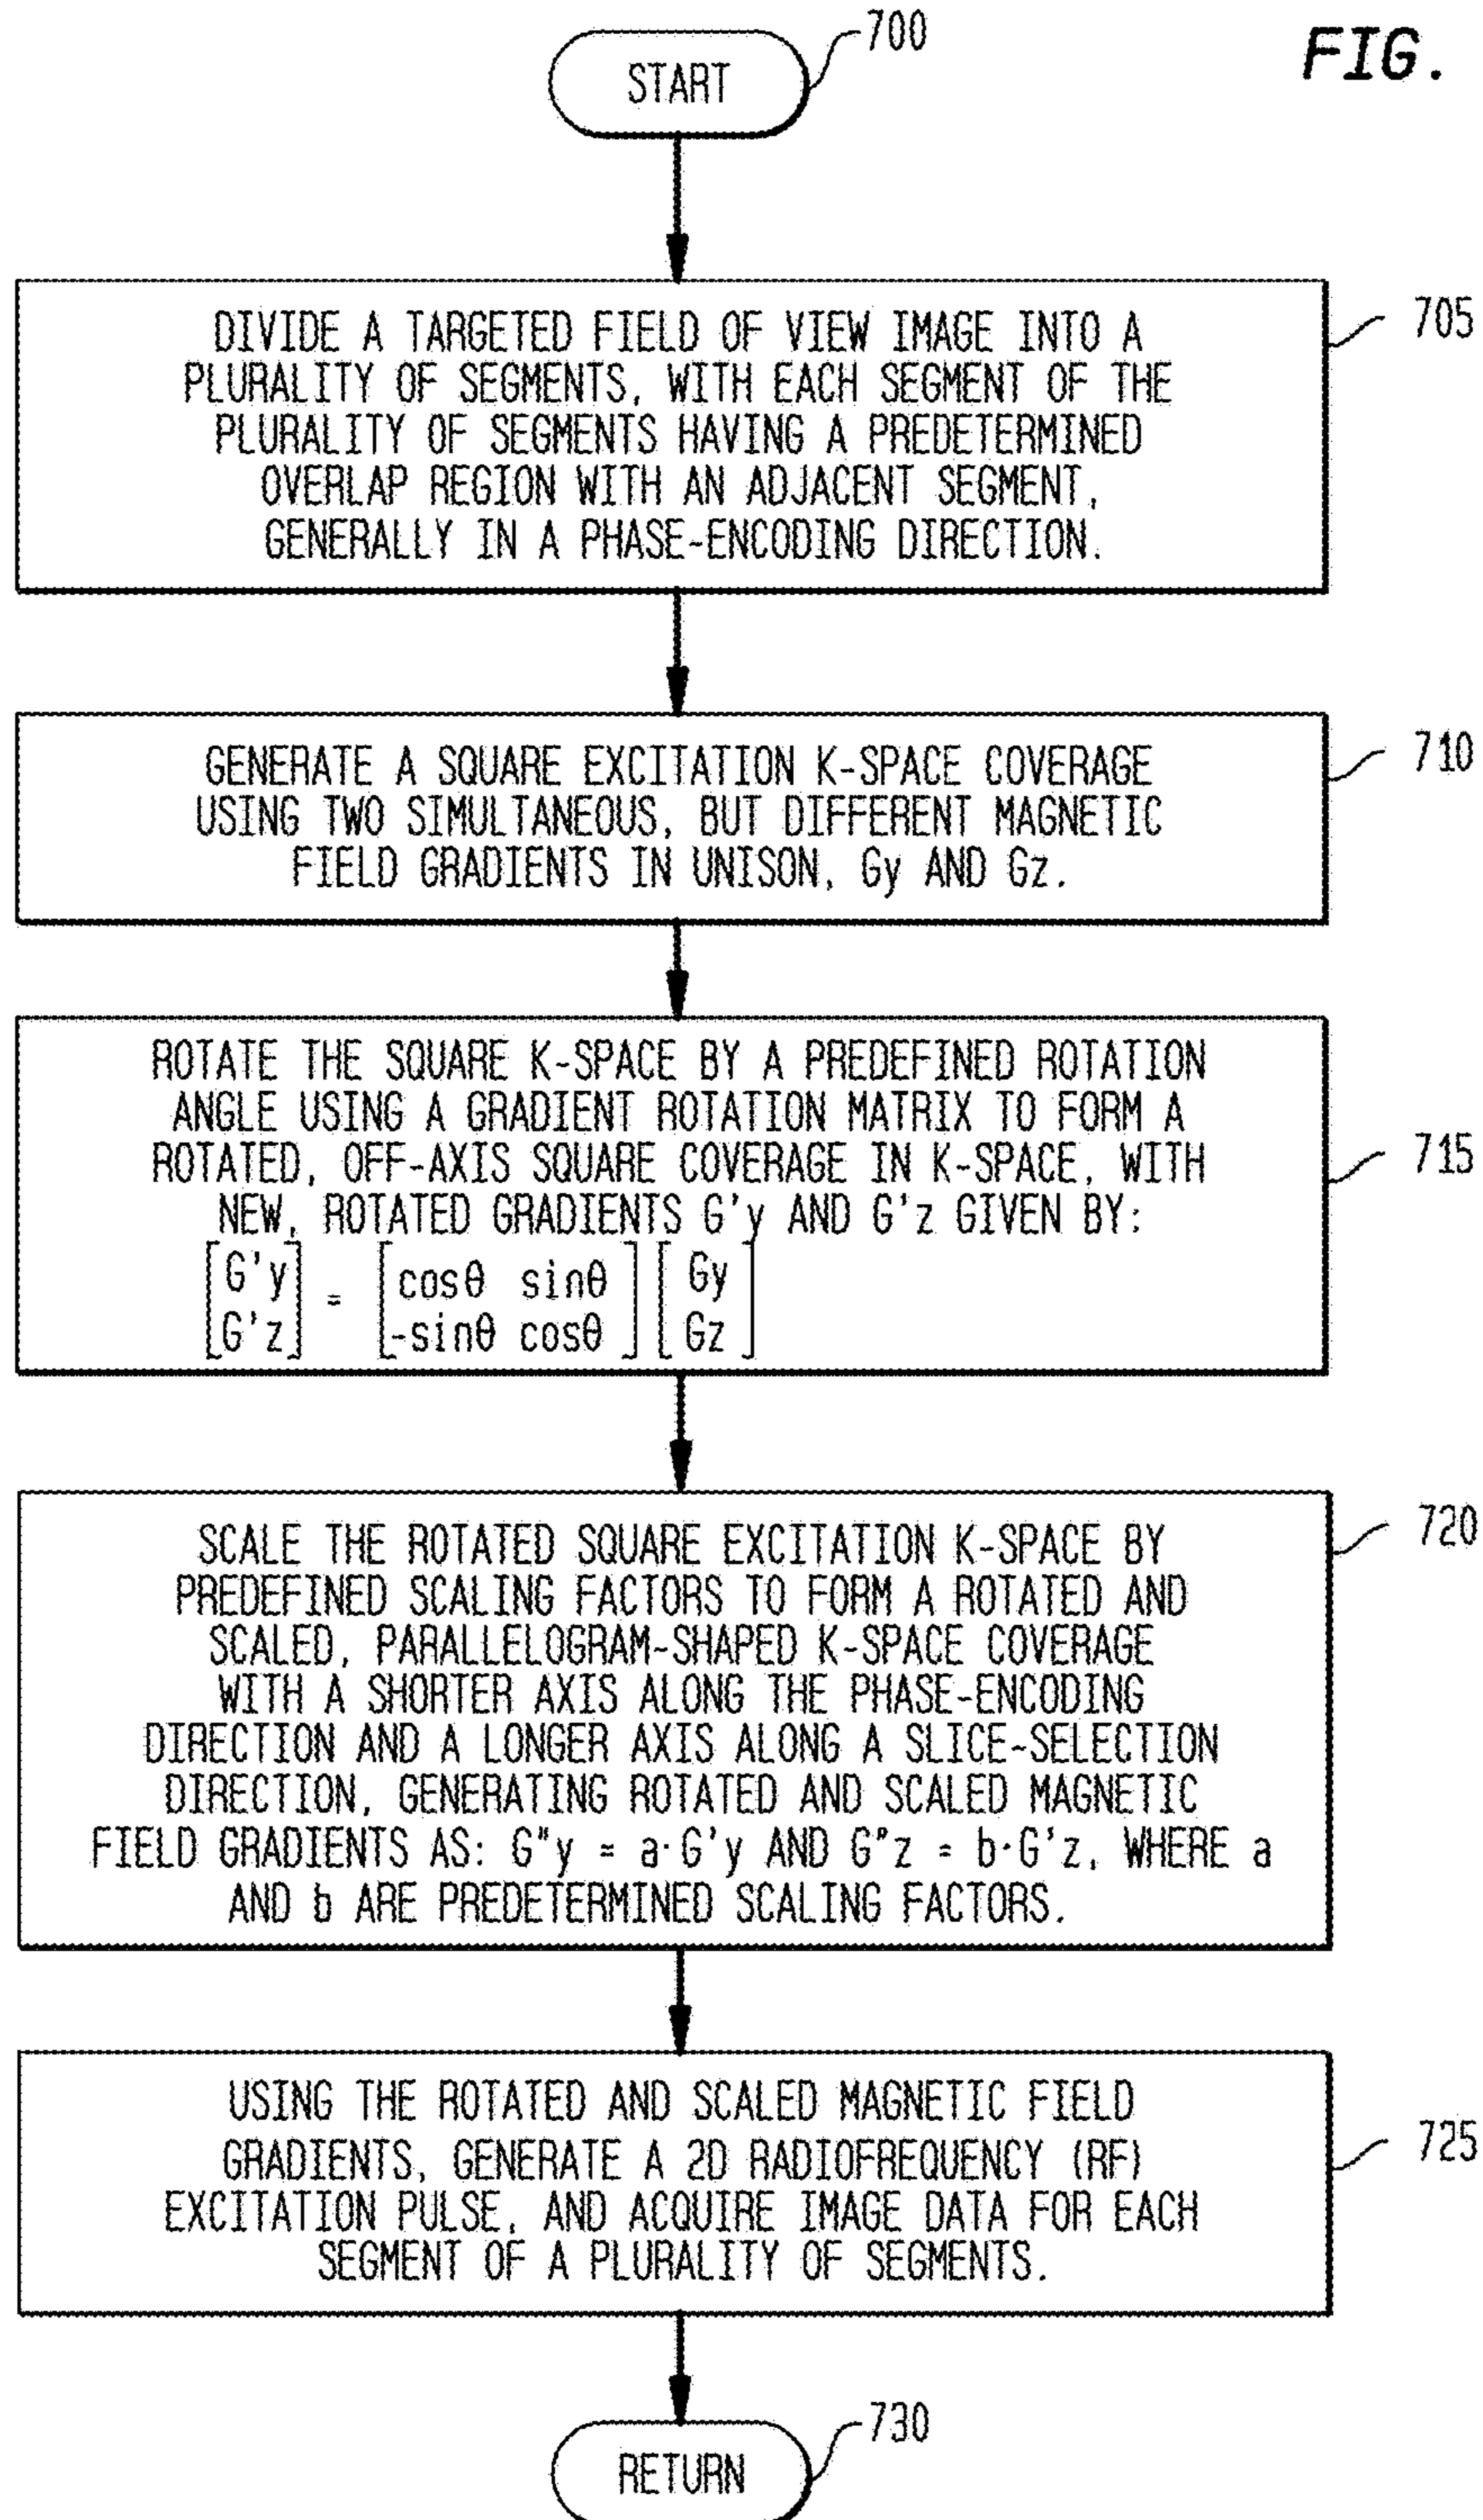 700
FIG.
START
705
DIVIDE A TARGETED FIELD OF VIEW IMAGE INTO A
PLURALITY OF SEGMENTS, WITH EACH SEGMENT OF THE
PLURALITY OF SEGMENTS HAVING A PREDETERMINED
OVERLAP REGION WITH AN ADJACENT SEGMENT,
GENERALLY IN A PHASE-ENCODING DIRECTION.
710
GENERATE A SQUARE EXCITATION K-SPACE COVERAGE
USING TWO SIMULTANEOUS, BUT DIFFERENT MAGNETIC
FIELD GRADIENTS IN UNISON, Gy AND Gz.
ROTATE THE SQUARE K-SPACE BY A PREDEFINED ROTATION
ANGLE USING A GRADIENT ROTATION MATRIX TO FORM A
715
ROTATED, OFF-AXIS SQUARE COVERAGE IN K-SPACE, WITH
NEW, ROTATED GRADIENTS G'y AND G'z GIVEN BY:
[G'y] = [cosθ sinθ] [Gy]
[G'z] [-sinθ cosθ] [Gz]
720
SCALE THE ROTATED SQUARE EXCITATION K-SPACE BY
PREDEFINED SCALING FACTORS TO FORM A ROTATED AND
SCALED, PARALLELOGRAM-SHAPED K-SPACE COVERAGE
WITH A SHORTER AXIS ALONG THE PHASE-ENCODING
DIRECTION AND A LONGER AXIS ALONG A SLICE-SELECTION
DIRECTION, GENERATING ROTATED AND SCALED MAGNETIC
FIELD GRADIENTS AS: G"y = a·G'y AND G"z = b·G'z, WHERE a
AND b ARE PREDETERMINED SCALING FACTORS.
USING THE ROTATED AND SCALED MAGNETIC FIELD
725
GRADIENTS, GENERATE A 2D RADIOFREQUENCY (RF)
EXCITATION PULSE, AND ACQUIRE IMAGE DATA FOR EACH
SEGMENT OF A PLURALITY OF SEGMENTS.
730
RETURN